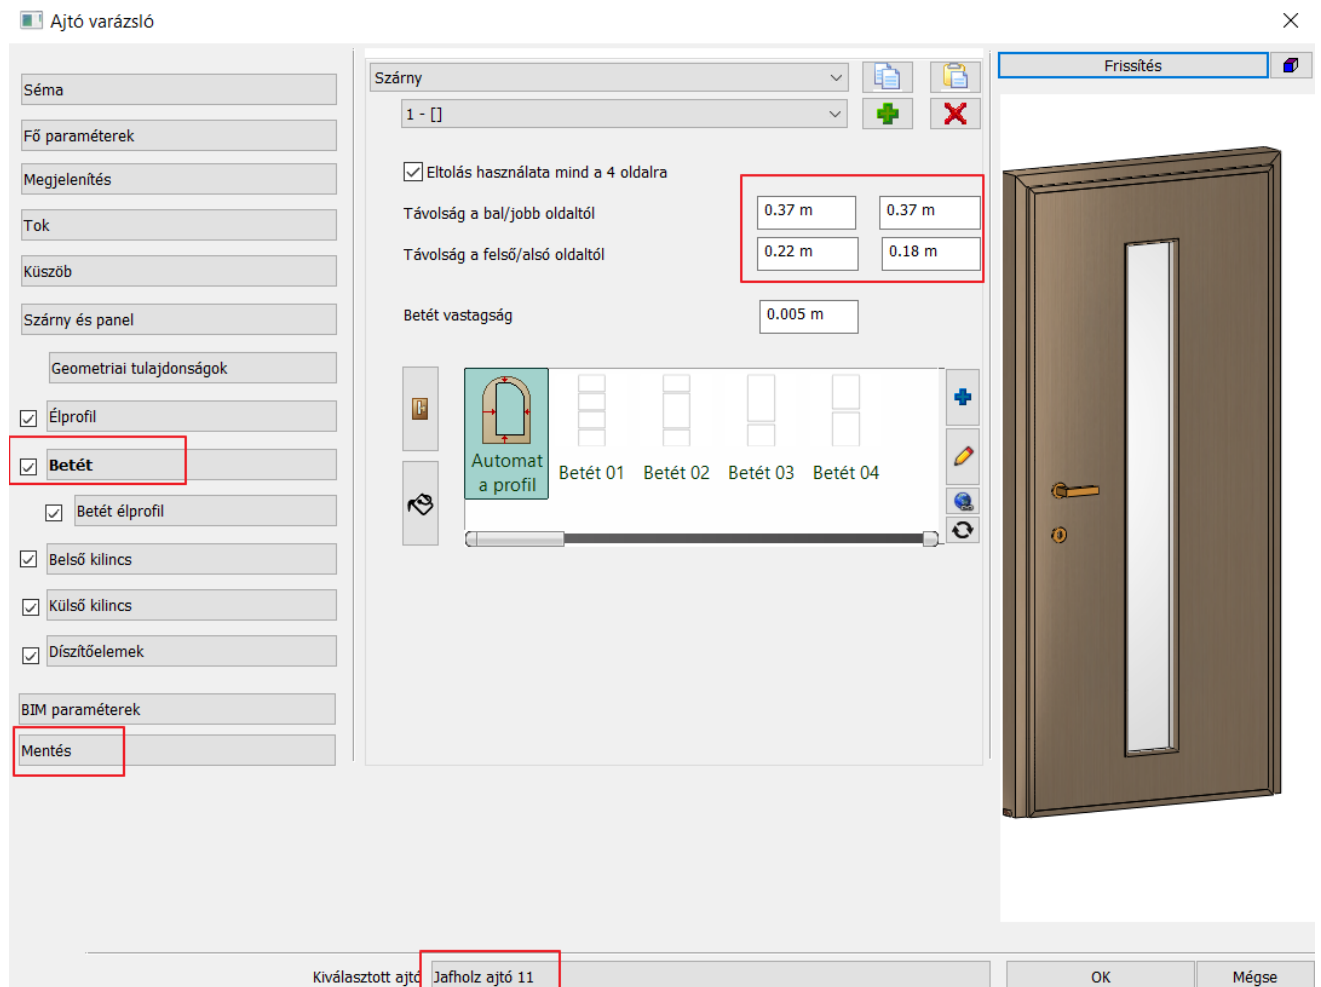 Ajtó varázsló
Séma
Fő paraméterek
Megjelenítés
Tok
Küszöb
Szárny és panel
Geometriai tulajdonságok
Élprofil
Betét
Betét élprofil
Belső kilincs
Külső kilincs
Díszítőelemek
BIM paraméterek
Mentés
Szárny
1 - []
Eltolás használata mind a 4 oldalra
Távolság a bal/jobb oldaltól 0.37 m 0.37 m
Távolság a felső/alsó oldaltól 0.22 m 0.18 m
Betét vastagság 0.005 m
Automat
a profil
Betét 01 Betét 02 Betét 03 Betét 04
Frissítés
Kiválasztott ajtó Jafholz ajtó 11
OK Mégse